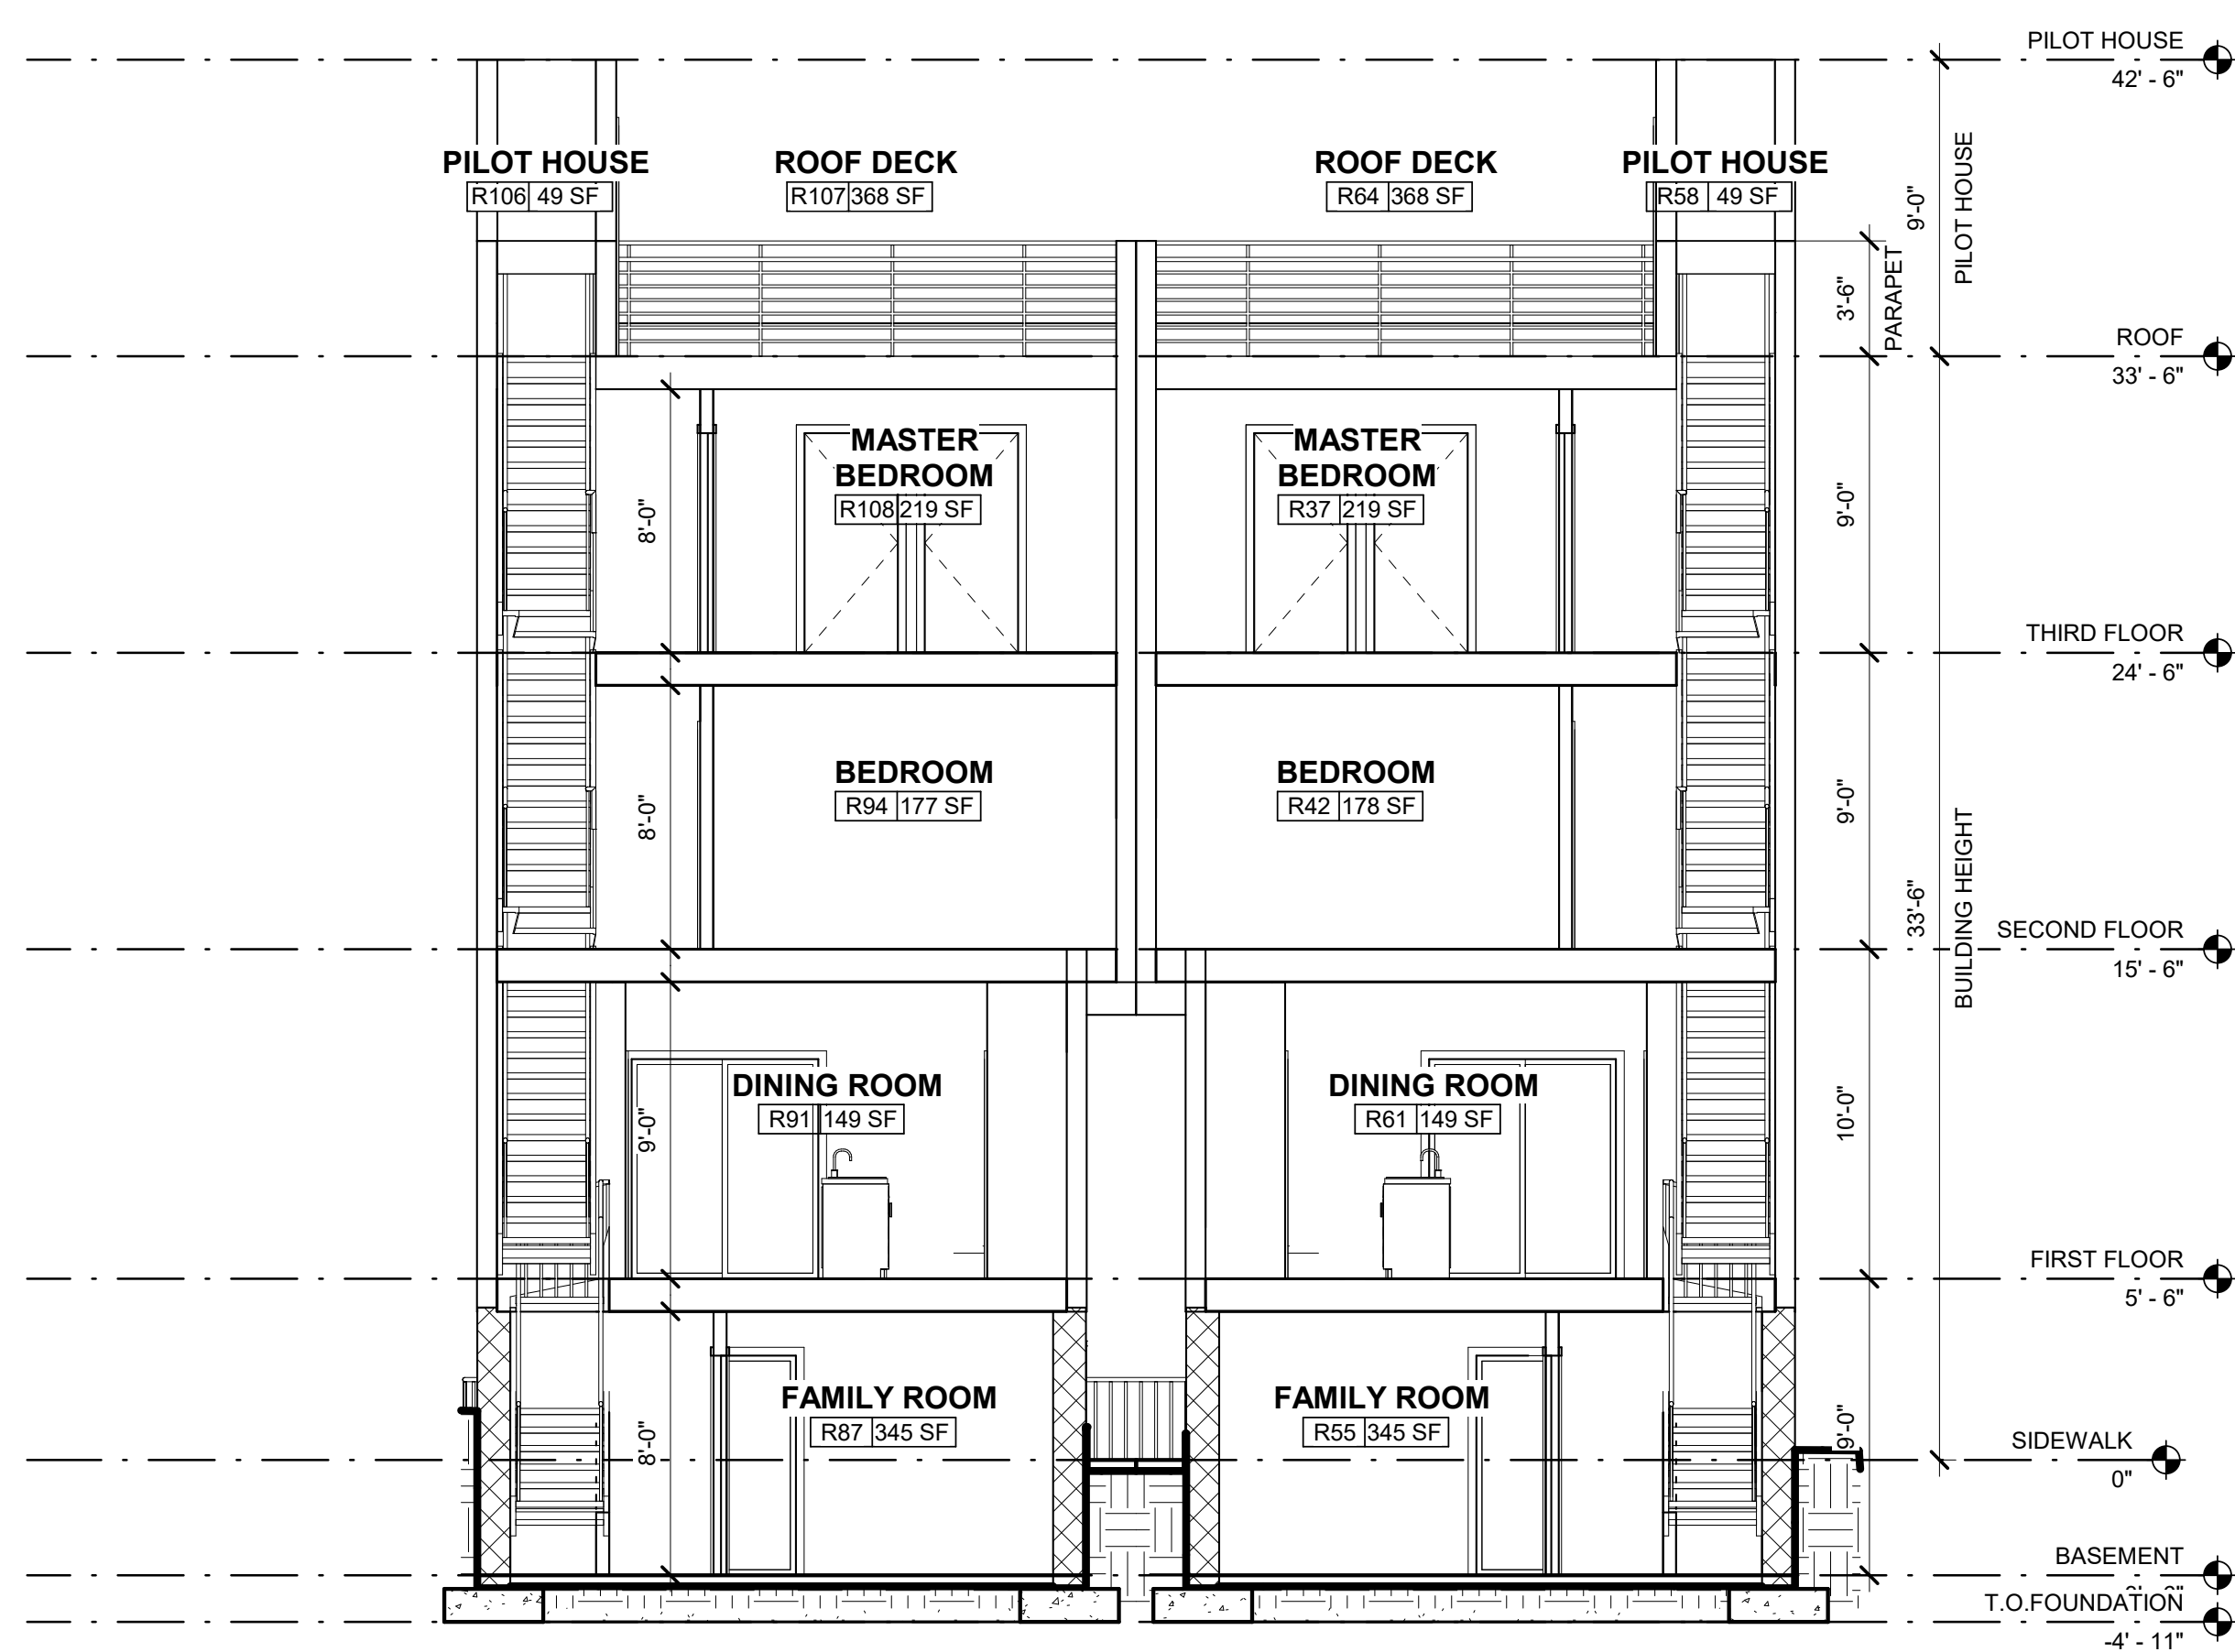 PILOT HOUSE
42' - 6"
PILOT HOUSE
R106 49 SF
ROOF DECK
R107 368 SF
ROOF DECK
R64 368 SF
PILOT HOUSE
R58 49 SF
9'-0"
PILOT HOUSE
3'-6"
PARAPET
ROOF
33' - 6"
8'-0"
MASTER
BEDROOM
R108 219 SF
MASTER
BEDROOM
R37 219 SF
9'-0"
THIRD FLOOR
24' - 6"
8'-0"
BEDROOM
R94 177 SF
BEDROOM
R42 178 SF
9'-0"
33'-6"
BUILDING HEIGHT
SECOND FLOOR
15' - 6"
9'-0"
DINING ROOM
R91 149 SF
DINING ROOM
R61 149 SF
10'-0"
FIRST FLOOR
5' - 6"
8'-0"
FAMILY ROOM
R87 345 SF
FAMILY ROOM
R55 345 SF
9'-0"
SIDEWALK
0"
BASEMENT
T.O.FOUNDATION
-4' - 11"